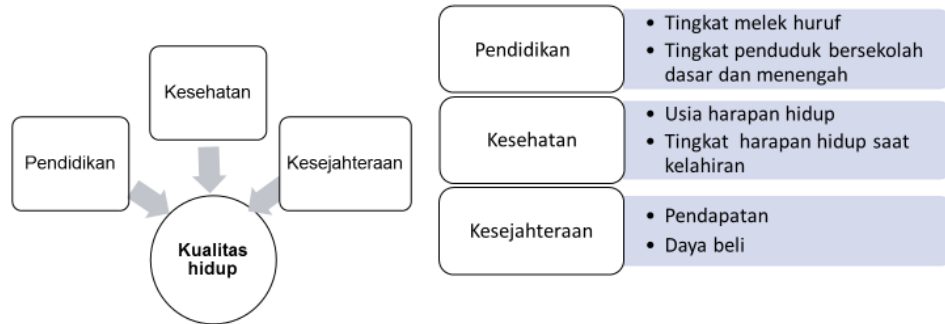 Kesehatan
Pendidikan
Kesejahteraan
Kualitas
hidup
Pendidikan
• Tingkat melek huruf
• Tingkat penduduk bersekolah
dasar dan menengah
Kesehatan
• Usia harapan hidup
• Tingkat harapan hidup saat
kelahiran
Kesejahteraan
• Pendapatan
• Daya beli